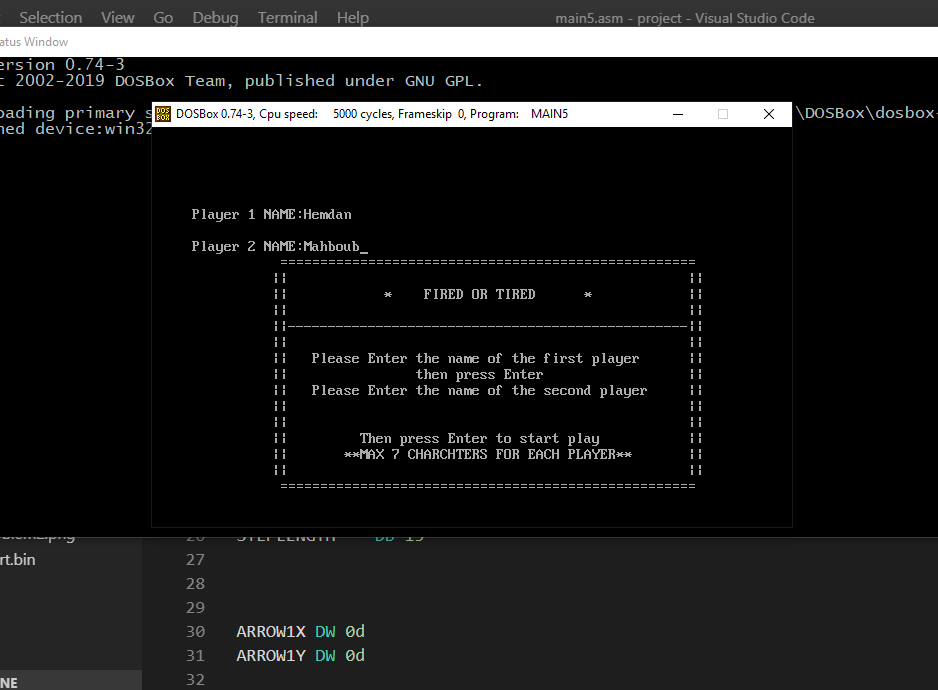 Selection View Go Debug Terminal Help main5.asm - project - Visual Studio Code
atus Window
ersion 0.74-3
2002-2019 DOSBox Team, published under GNU GPL.
oading primary s
\DOSBox\dosbox-
ned device:win32
DOSBox 0.74-3, Cpu speed: 5000 cycles, Frameskip 0, Program: MAIN5
Player 1 NAME:Hemdan
Player 2 NAME:Mahboub_
* FIRED OR TIRED *
Please Enter the name of the first player
then press Enter
Please Enter the name of the second player
Then press Enter to start play
**MAX 7 CHARCHTERS FOR EACH PLAYER**
26 STEPLENGTH DB 15
rt.bin
27
28
29
30 ARROW1X DW 0d
31 ARROW1Y DW 0d
32
NE